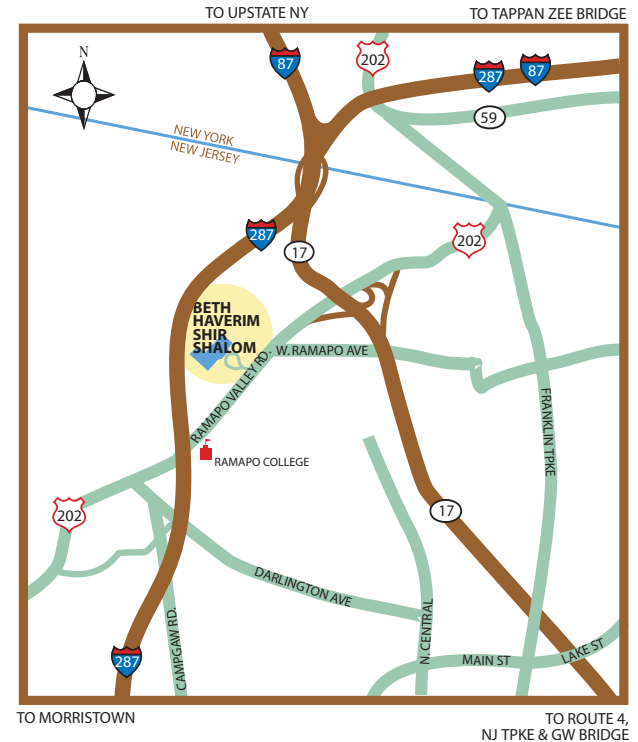 TO UPSTATE NY
TO TAPPAN ZEE BRIDGE
N
87
202
287
87
59
NEW YORK
NEW JERSEY
287
202
17
BETH
HAVERIM
SHIR
SHALOM
W. RAMAPO AVE
RAMAPO VALLEY RD.
FRANKLIN TPKE
RAMAPO COLLEGE
202
17
DARLINGTON AVE
CAMPGAW RD.
N. CENTRAL
MAIN ST
LAKE ST
287
TO MORRISTOWN
TO ROUTE 4,
NJ TPKE & GW BRIDGE